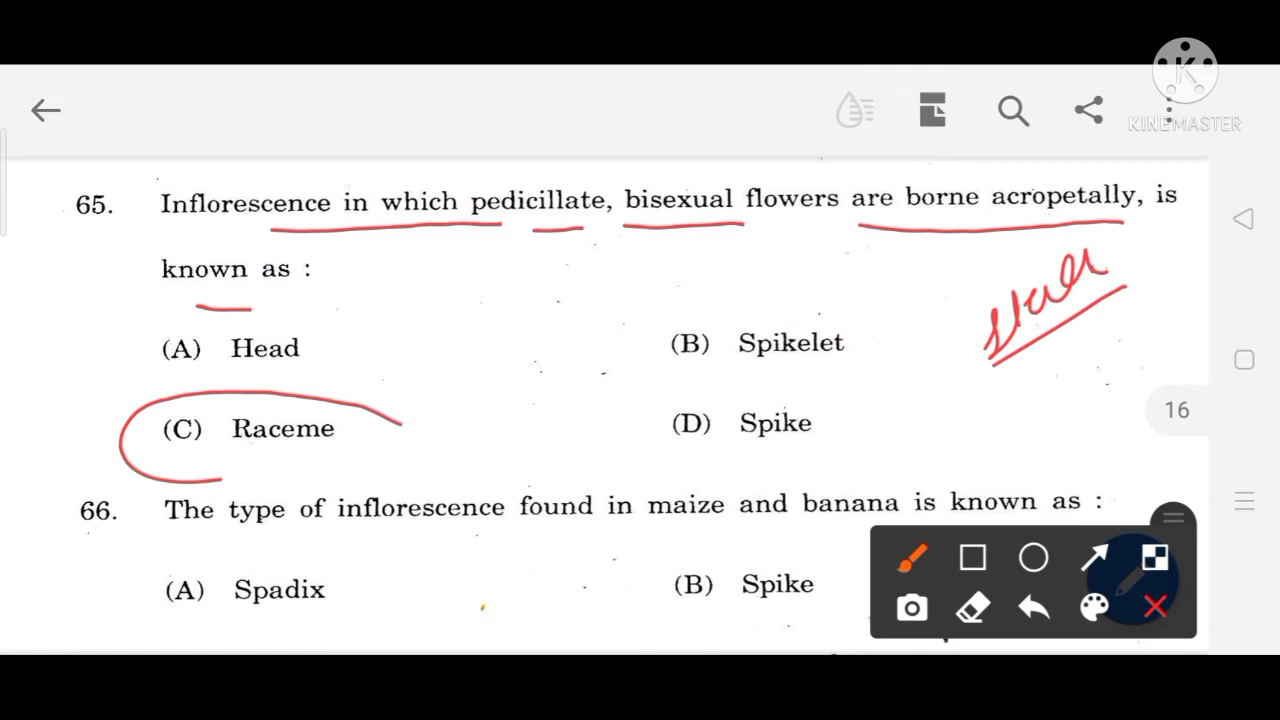 KINEMASTER
65. Inflorescence in which pedicillate, bisexual flowers are borne acropetally, is
known as :
(A) Head (B) Spikelet
(C) Raceme (D) Spike
16
66. The type of inflorescence found in maize and banana is known as :
(A) Spadix (B) Spike